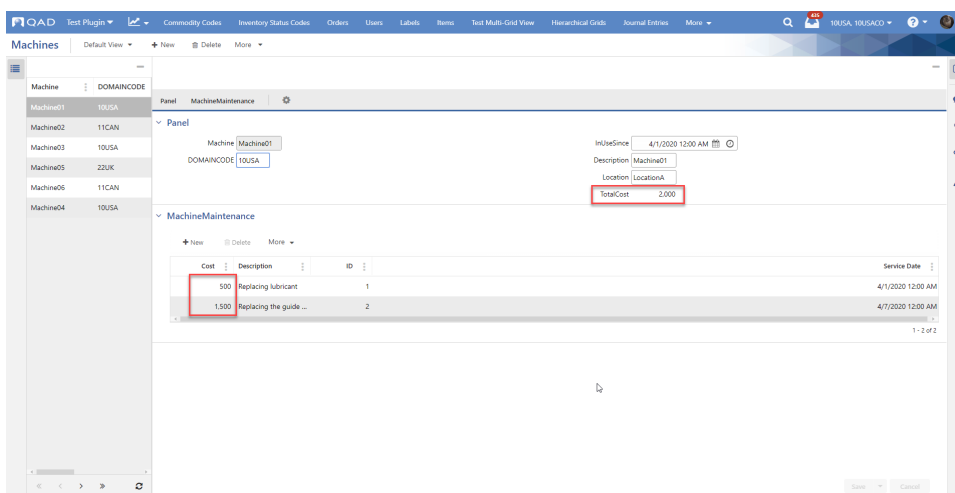 QAD Test Plugin Commodity Codes Inventory Status Codes Orders Users Labels Items Test Multi-Grid View Hierarchical Grids Journal Entries More 435 10USA, 10USACO
Machines Default View + New Delete More
Machine DOMAINCODE
Machine01 10USA
Machine02 11CAN
Machine03 10USA
Machine05 22UK
Machine06 11CAN
Machine04 10USA
Panel MachineMaintenance
Panel
Machine Machine01
DOMAINCODE 10USA
InUseSince 4/1/2020 12:00 AM
Description Machine01
Location LocationA
TotalCost 2,000
MachineMaintenance
+ New Delete More
Cost Description ID Service Date
500 Replacing lubricant 1 4/1/2020 12:00 AM
1,500 Replacing the guide ... 2 4/7/2020 12:00 AM
1 - 2 of 2
Save Cancel